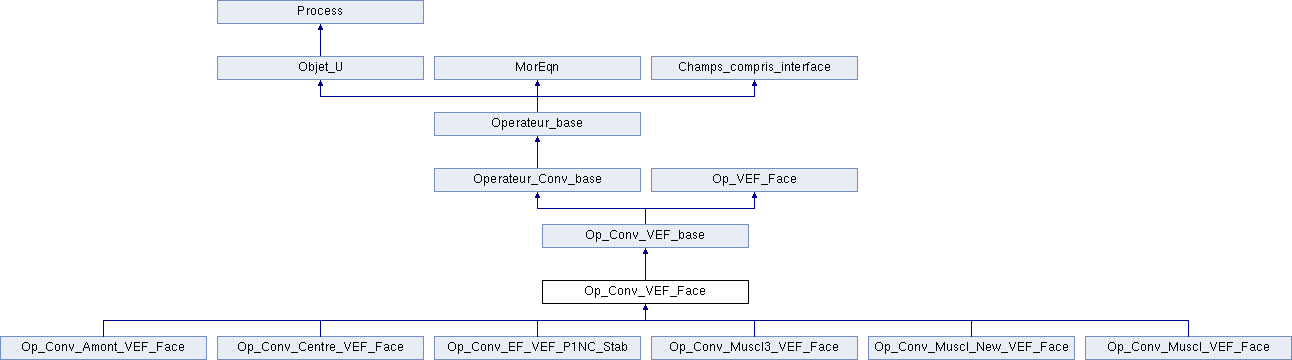 Process
Objet_U
MorEqn
Champs_compris_interface
Operateur_base
Operateur_Conv_base
Op_VEF_Face
Op_Conv_VEF_base
Op_Conv_VEF_Face
Op_Conv_Amont_VEF_Face
Op_Conv_Centre_VEF_Face
Op_Conv_EF_VEF_P1NC_Stab
Op_Conv_Muscl3_VEF_Face
Op_Conv_Muscl_New_VEF_Face
Op_Conv_Muscl_VEF_Face